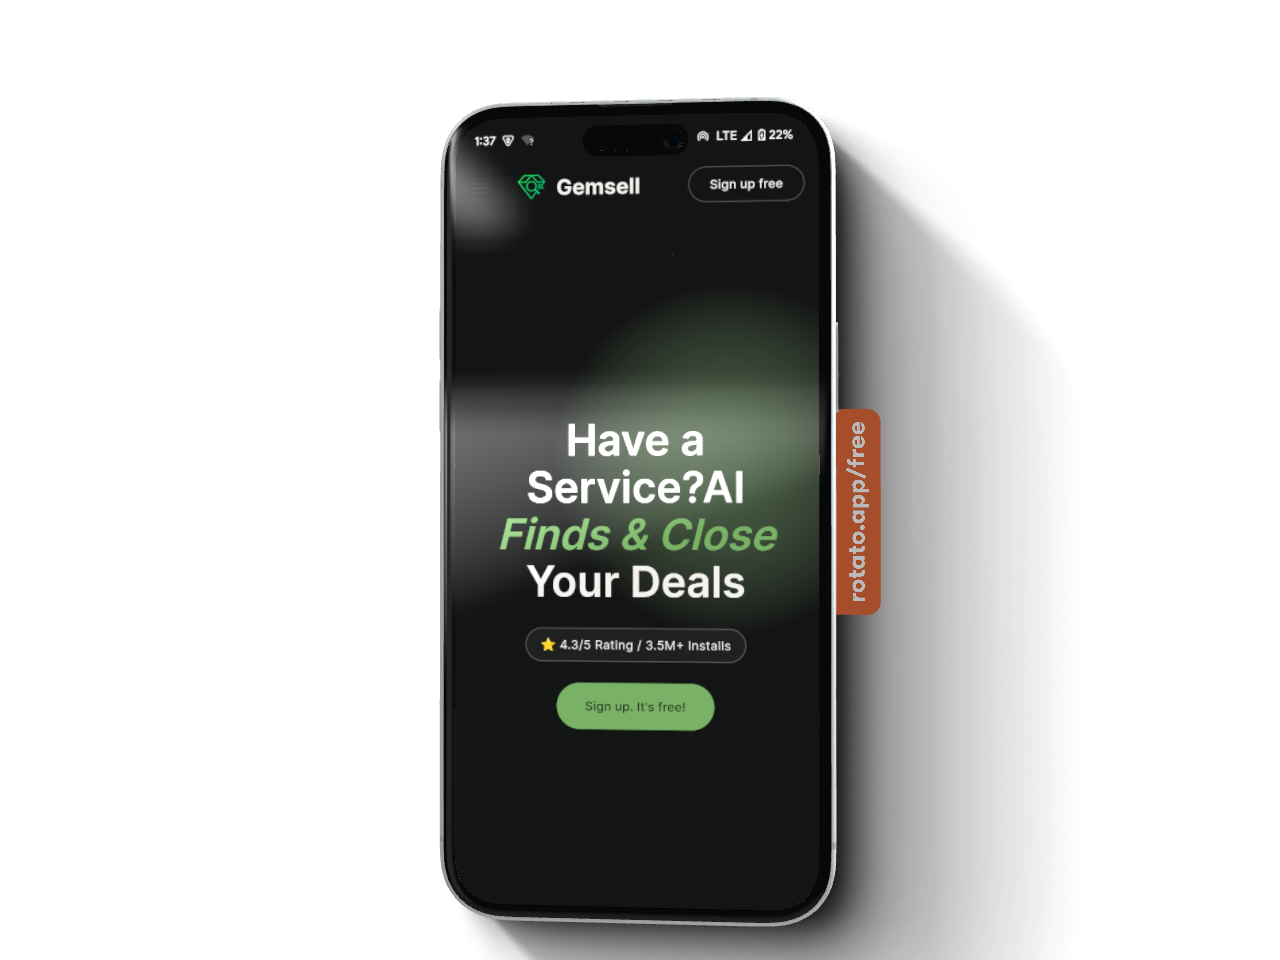 1:37
LTE 22%
Gemsell
Sign up free
Have a
Service?AI
Finds & Close
Your Deals
⭐ 4.3/5 Rating / 3.5M+ Installs
Sign up. It's free!
rotato.app/free